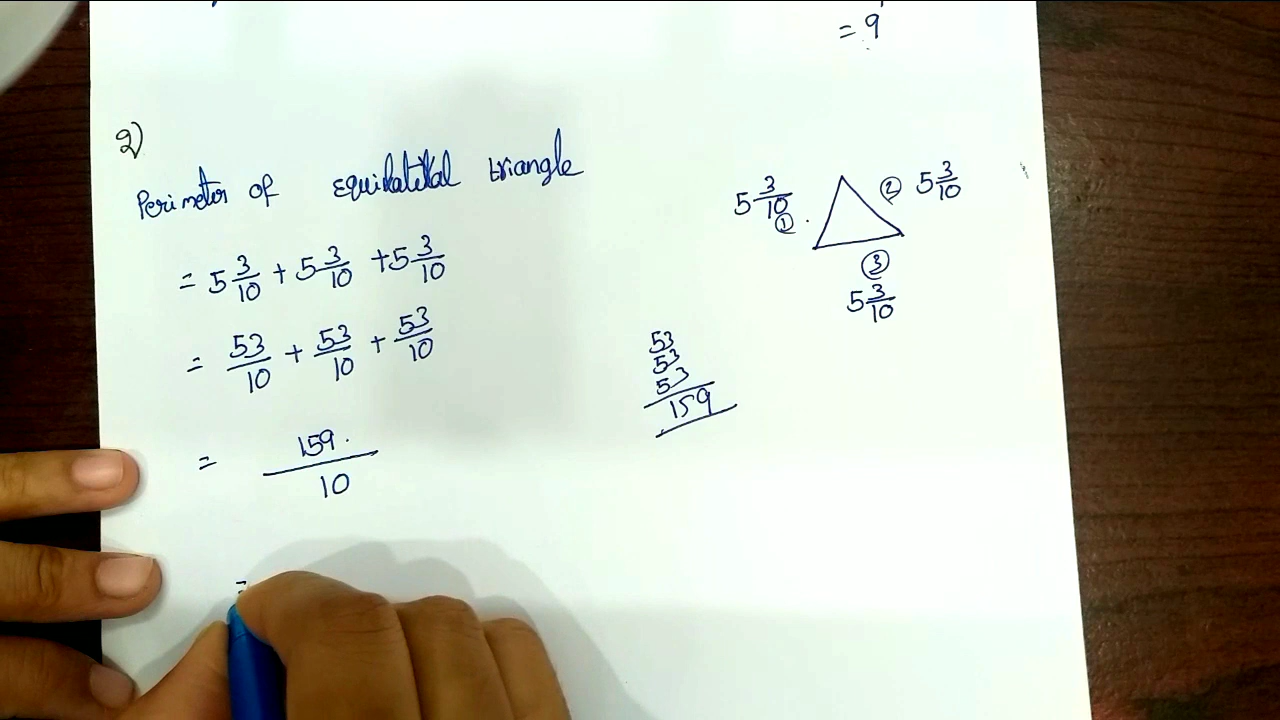 = 9
2)
Perimeter of equilateral triangle
5 3/10 ① ② 5 3/10
③
5 3/10
= 5 3/10 + 5 3/10 + 5 3/10
= 53/10 + 53/10 + 53/10
53
53
53
159
= 159/10
=